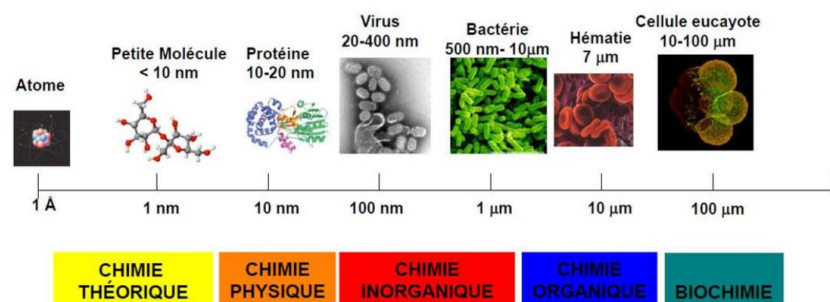 Atome
Petite Molécule
< 10 nm
Protéine
10-20 nm
Virus
20-400 nm
Bactérie
500 nm- 10µm
Hématie
7 µm
Cellule eucayote
10-100 µm
1 Å
1 nm
10 nm
100 nm
1 µm
10 µm
100 µm
CHIMIE
THÉORIQUE
CHIMIE
PHYSIQUE
CHIMIE
INORGANIQUE
CHIMIE
ORGANIQUE
BIOCHIMIE